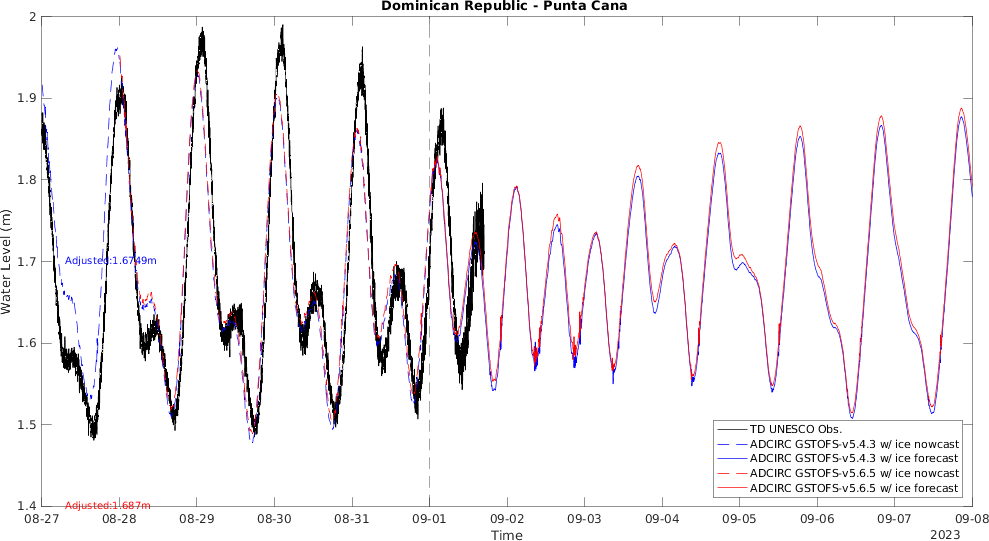 Dominican Republic - Punta Cana
2
1.9
1.8
1.7
1.6
1.5
1.4
Water Level (m)
Adjusted:1.6749m
Adjusted:1.687m
TD UNESCO Obs.
ADCIRC GSTOFS-v5.4.3 w/ ice nowcast
ADCIRC GSTOFS-v5.4.3 w/ ice forecast
ADCIRC GSTOFS-v5.6.5 w/ ice nowcast
ADCIRC GSTOFS-v5.6.5 w/ ice forecast
08-27 08-28 08-29 08-30 08-31 09-01 09-02 09-03 09-04 09-05 09-06 09-07 09-08
Time
2023